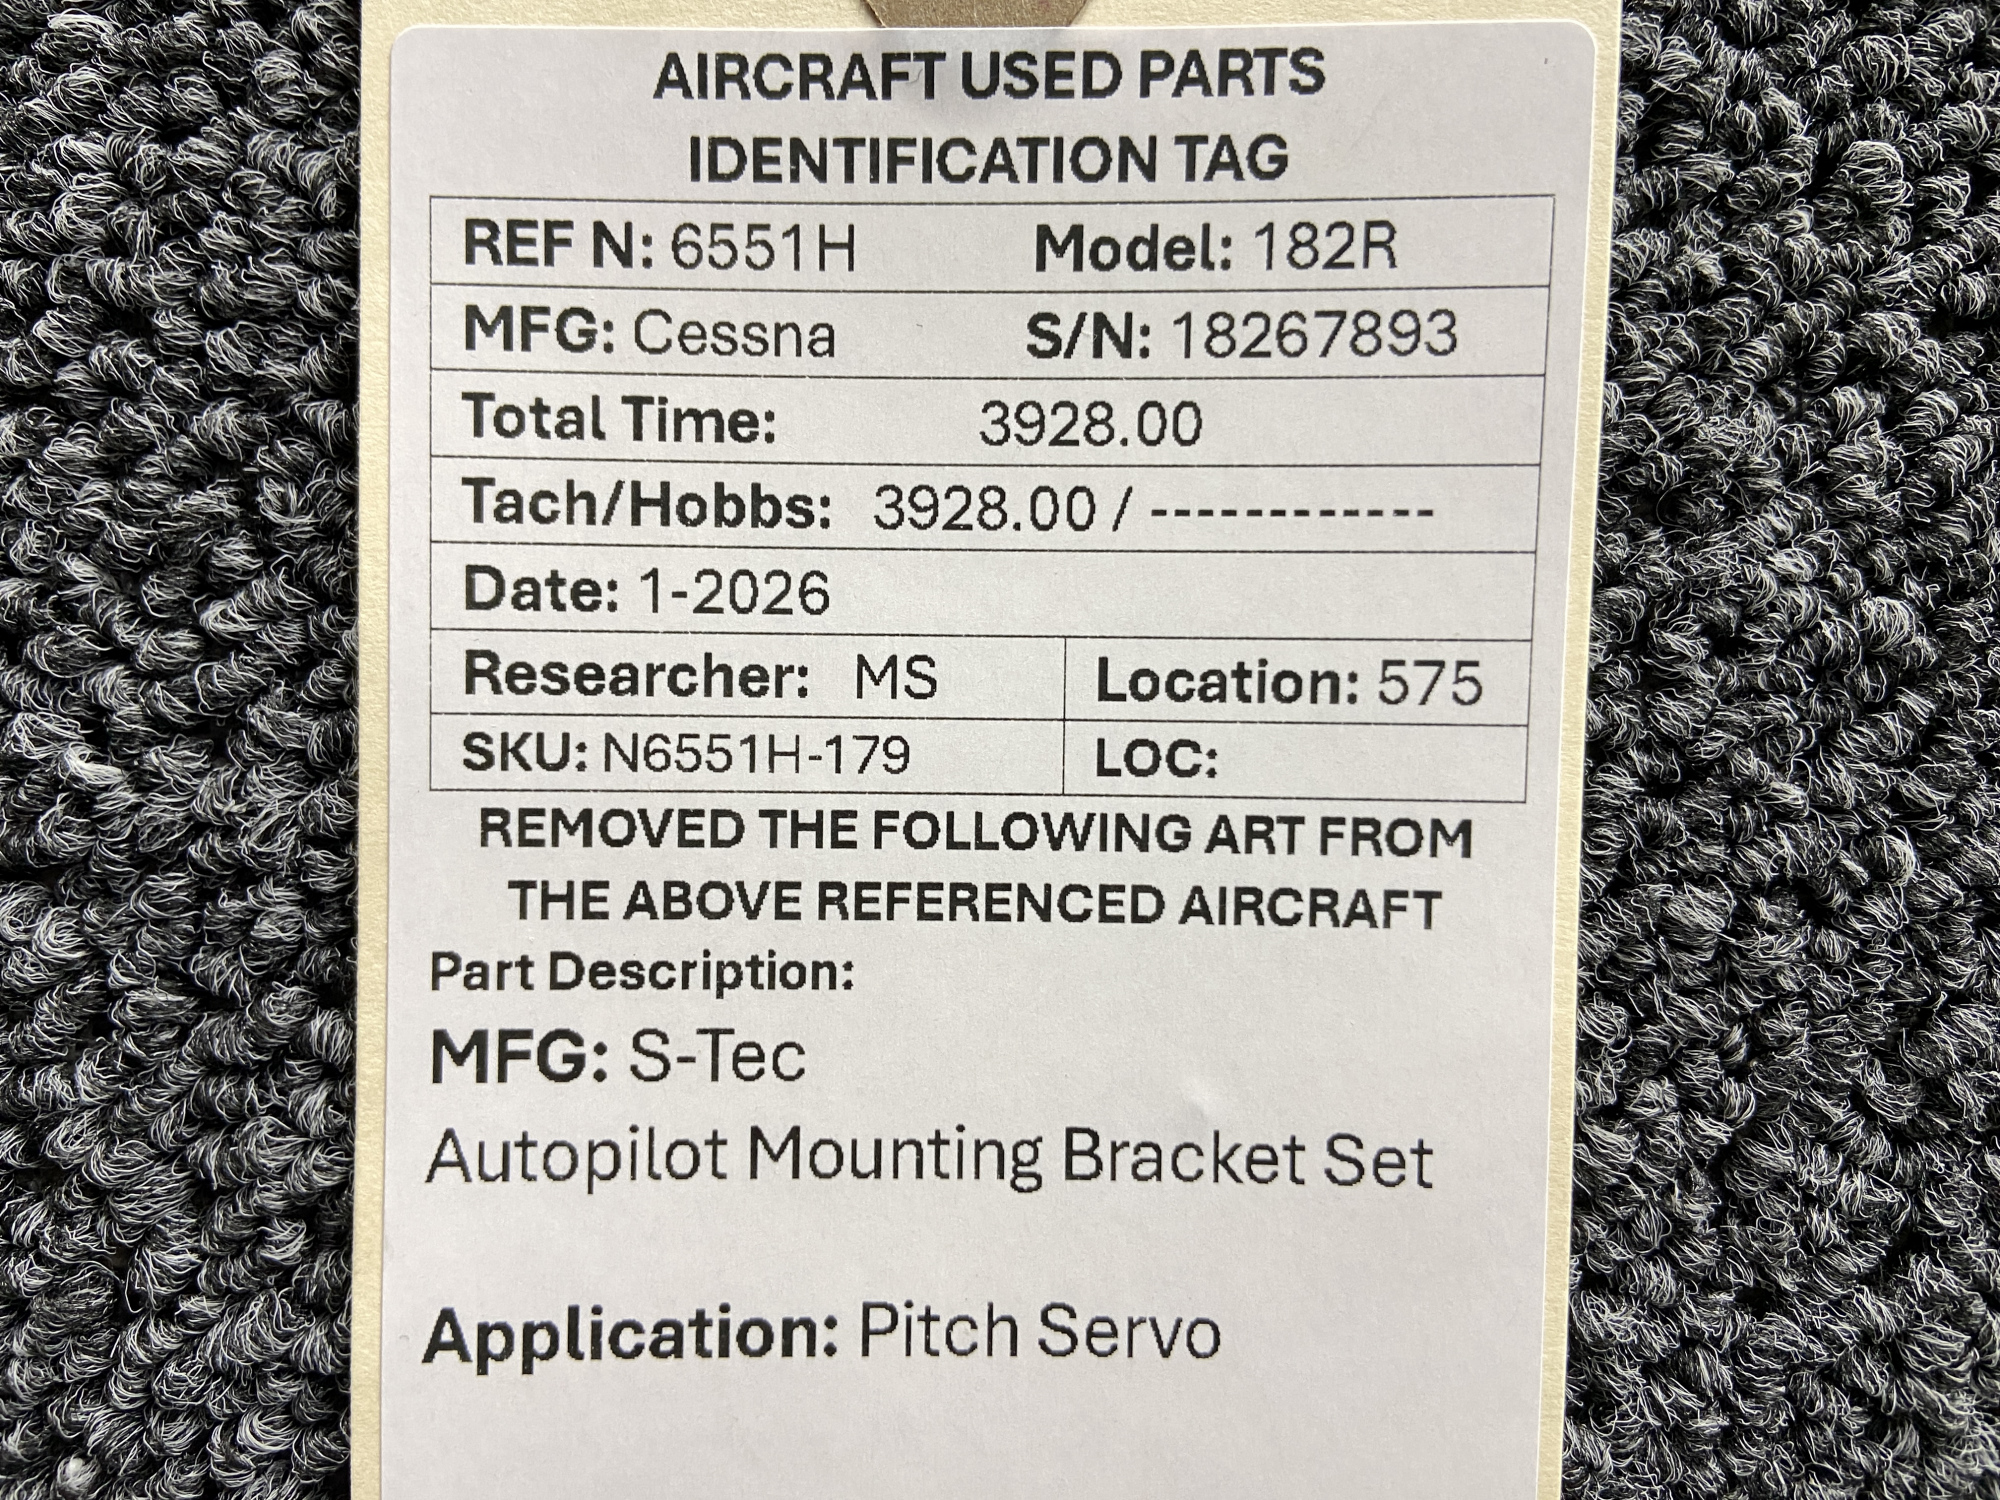 AIRCRAFT USED PARTS
IDENTIFICATION TAG
REF N: 6551H Model: 182R
MFG: Cessna S/N: 18267893
Total Time: 3928.00
Tach/Hobbs: 3928.00 / ------------
Date: 1-2026
Researcher: MS Location: 575
SKU: N6551H-179 LOC:
REMOVED THE FOLLOWING ART FROM
THE ABOVE REFERENCED AIRCRAFT
Part Description:
MFG: S-Tec
Autopilot Mounting Bracket Set
Application: Pitch Servo